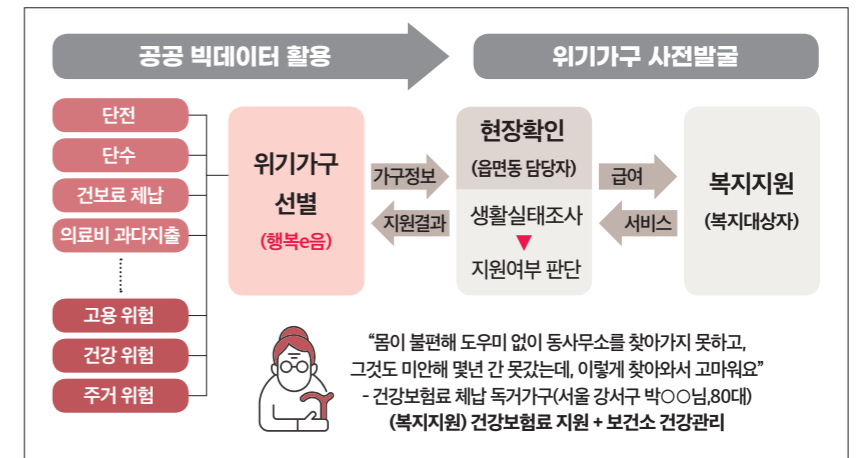 공공 빅데이터 활용
위기가구 사전발굴
단전
단수
건보료 체납
의료비 과다지출
고용 위험
건강 위험
주거 위험
위기가구
선별
(행복e음)
가구정보
지원결과
현장확인
(읍면동 담당자)
생활실태조사
▼
지원여부 판단
급여
서비스
복지지원
(복지대상자)
“몸이 불편해 도우미 없이 동사무소를 찾아가지 못하고,
그것도 미안해 몇년 간 못갔는데, 이렇게 찾아와서 고마워요”
- 건강보험료 체납 독거가구(서울 강서구 박○○님,80대)
(복지지원) 건강보험료 지원 + 보건소 건강관리